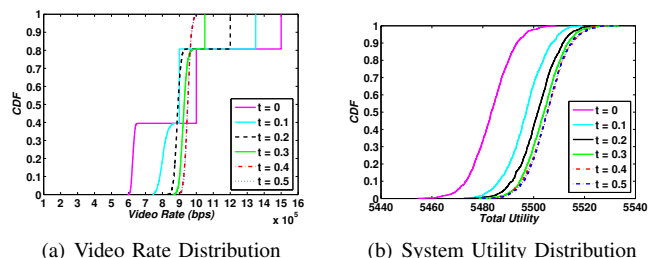 CDF
1
0.9
0.8
0.7
0.6
0.5
0.4
0.3
0.2
0.1
0
t = 0
t = 0.1
t = 0.2
t = 0.3
t = 0.4
t = 0.5
1 2 3 4 5 6 7 8 9 10 11 12 13 14 15 16
Video Rate (bps)
x 10⁵
(a) Video Rate Distribution
CDF
1
0.9
0.8
0.7
0.6
0.5
0.4
0.3
0.2
0.1
0
t = 0
t = 0.1
t = 0.2
t = 0.3
t = 0.4
t = 0.5
5440 5460 5480 5500 5520 5540
Total Utility
(b) System Utility Distribution